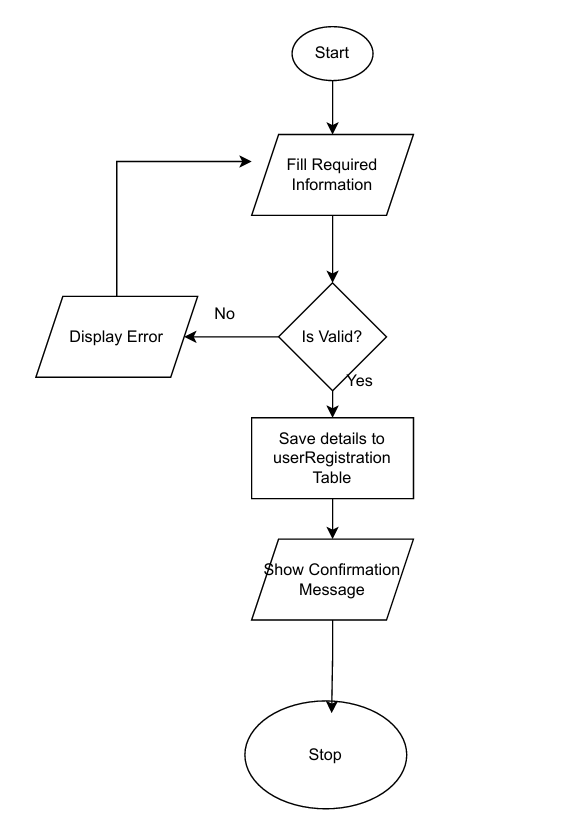 Start
Fill Required
Information
Is Valid?
No
Display Error
Yes
Save details to
userRegistration
Table
Show Confirmation
Message
Stop